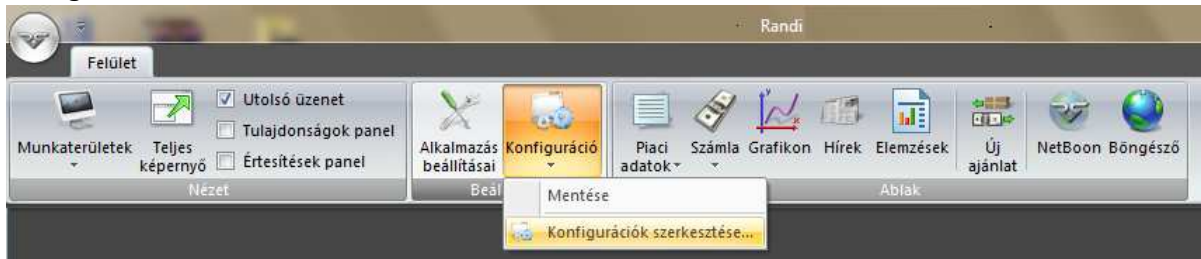 Randi
Felület
Munkaterületek
Teljes
képernyő
Utolsó üzenet
Tulajdonságok panel
Értesítések panel
Nézet
Alkalmazás
beállításai
Konfiguráció
Beál
Piaci
adatok
Számla
Grafikon
Hírek
Elemzések
Új
ajánlat
NetBoon
Böngésző
Ablak
Mentése
Konfigurációk szerkesztése...